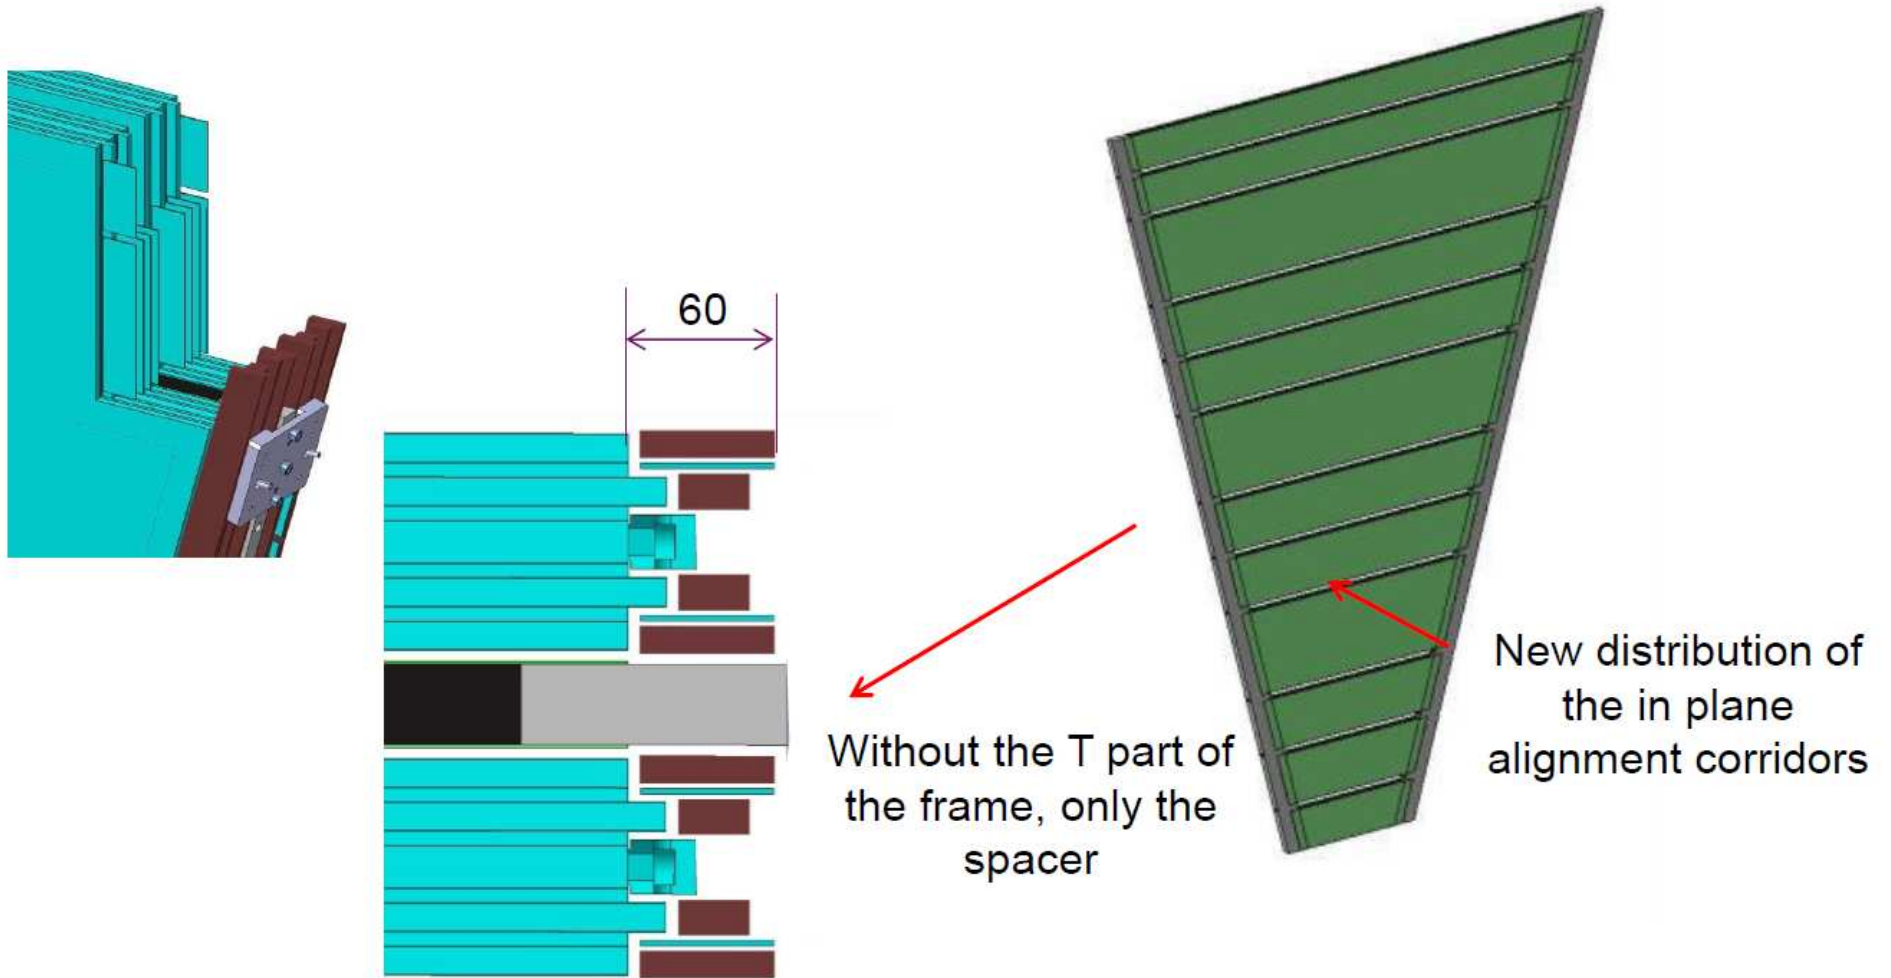 60
Without the T part of
the frame, only the
spacer
New distribution of
the in plane
alignment corridors